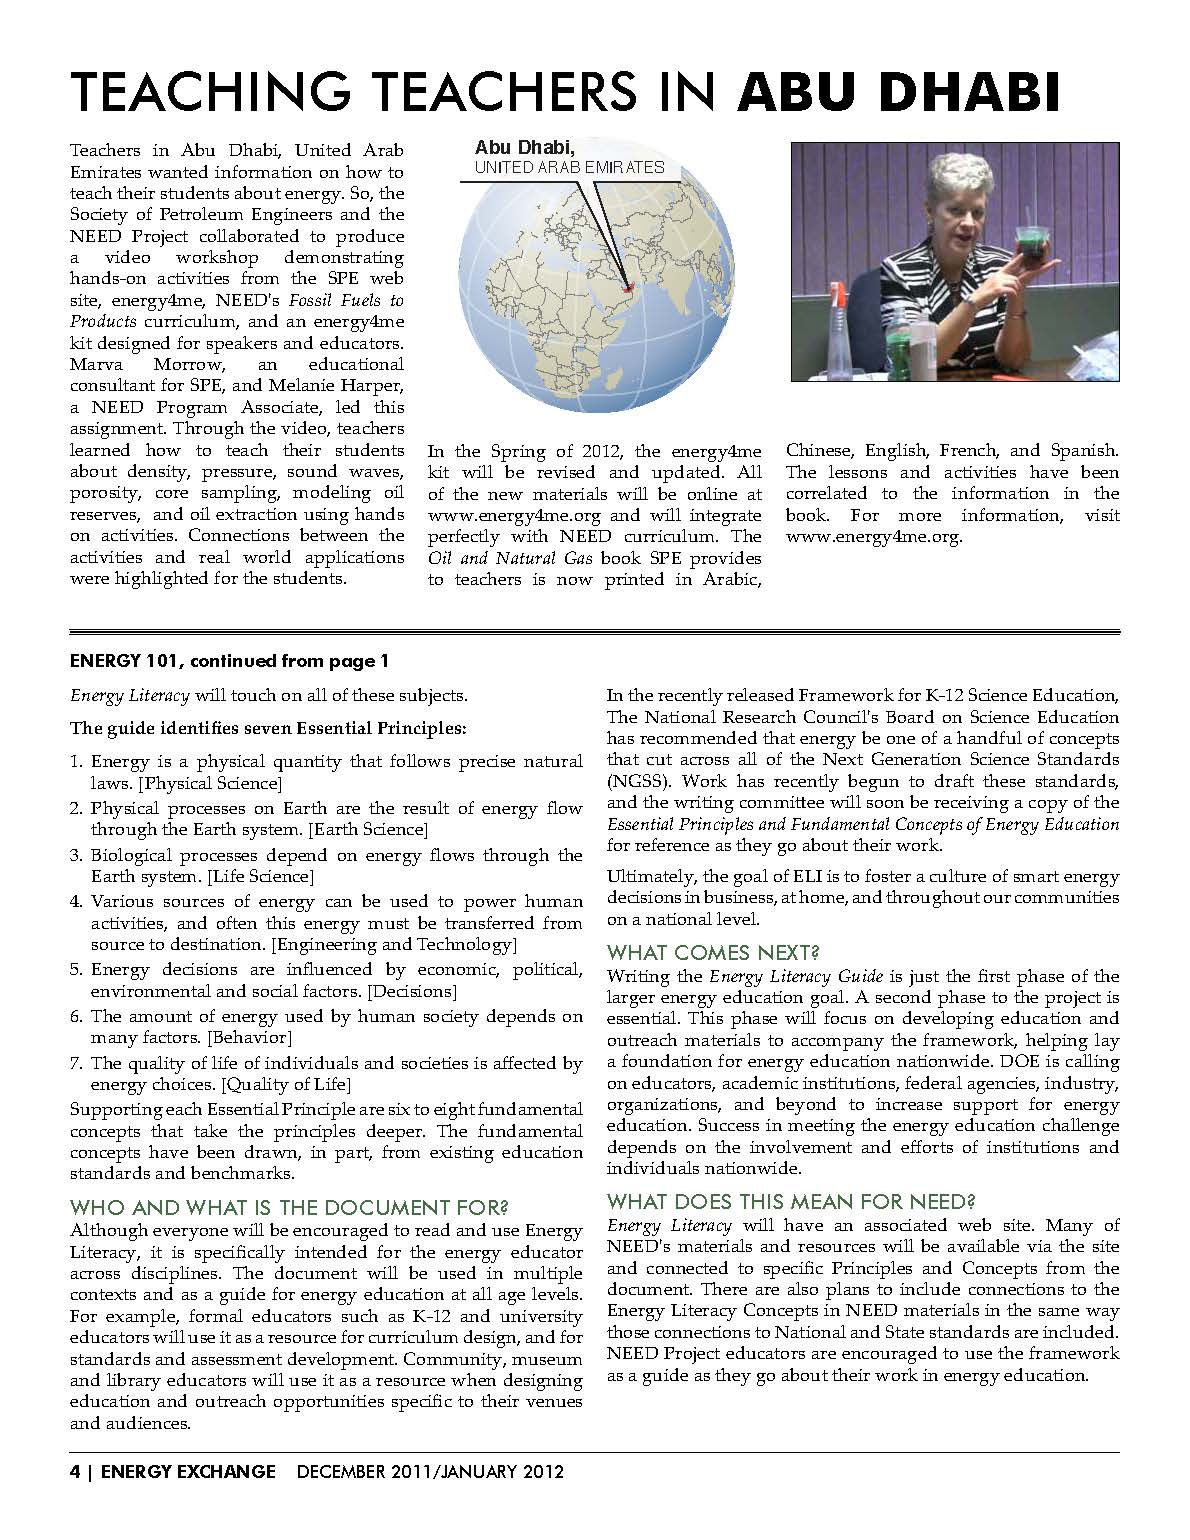 TEACHING TEACHERS IN ABU DHABI
Teachers in Abu Dhabi, United Arab
Emirates wanted information on how to
teach their students about energy. So, the
Society of Petroleum Engineers and the
NEED Project collaborated to produce
a video workshop demonstrating
hands-on activities from the SPE web
site, energy4me, NEED's Fossil Fuels to
Products curriculum, and an energy4me
kit designed for speakers and educators.
Marva Morrow, an educational
consultant for SPE, and Melanie Harper,
a NEED Program Associate, led this
assignment. Through the video, teachers
learned how to teach their students
about density, pressure, sound waves,
porosity, core sampling, modeling oil
reserves, and oil extraction using hands
on activities. Connections between the
activities and real world applications
were highlighted for the students.
Abu Dhabi,
UNITED ARAB EMIRATES
In the Spring of 2012, the energy4me
kit will be revised and updated. All
of the new materials will be online at
www.energy4me.org and will integrate
perfectly with NEED curriculum. The
Oil and Natural Gas book SPE provides
to teachers is now printed in Arabic,
Chinese, English, French, and Spanish.
The lessons and activities have been
correlated to the information in the
book. For more information, visit
www.energy4me.org.
ENERGY 101, continued from page 1
Energy Literacy will touch on all of these subjects.
The guide identifies seven Essential Principles:
1. Energy is a physical quantity that follows precise natural
laws. [Physical Science]
2. Physical processes on Earth are the result of energy flow
through the Earth system. [Earth Science]
3. Biological processes depend on energy flows through the
Earth system. [Life Science]
4. Various sources of energy can be used to power human
activities, and often this energy must be transferred from
source to destination. [Engineering and Technology]
5. Energy decisions are influenced by economic, political,
environmental and social factors. [Decisions]
6. The amount of energy used by human society depends on
many factors. [Behavior]
7. The quality of life of individuals and societies is affected by
energy choices. [Quality of Life]
Supporting each Essential Principle are six to eight fundamental
concepts that take the principles deeper. The fundamental
concepts have been drawn, in part, from existing education
standards and benchmarks.
WHO AND WHAT IS THE DOCUMENT FOR?
Although everyone will be encouraged to read and use Energy
Literacy, it is specifically intended for the energy educator
across disciplines. The document will be used in multiple
contexts and as a guide for energy education at all age levels.
For example, formal educators such as K-12 and university
educators will use it as a resource for curriculum design, and for
standards and assessment development. Community, museum
and library educators will use it as a resource when designing
education and outreach opportunities specific to their venues
and audiences.
In the recently released Framework for K-12 Science Education,
The National Research Council's Board on Science Education
has recommended that energy be one of a handful of concepts
that cut across all of the Next Generation Science Standards
(NGSS). Work has recently begun to draft these standards,
and the writing committee will soon be receiving a copy of the
Essential Principles and Fundamental Concepts of Energy Education
for reference as they go about their work.
Ultimately, the goal of ELI is to foster a culture of smart energy
decisions in business, at home, and throughout our communities
on a national level.
WHAT COMES NEXT?
Writing the Energy Literacy Guide is just the first phase of the
larger energy education goal. A second phase to the project is
essential. This phase will focus on developing education and
outreach materials to accompany the framework, helping lay
a foundation for energy education nationwide. DOE is calling
on educators, academic institutions, federal agencies, industry,
organizations, and beyond to increase support for energy
education. Success in meeting the energy education challenge
depends on the involvement and efforts of institutions and
individuals nationwide.
WHAT DOES THIS MEAN FOR NEED?
Energy Literacy will have an associated web site. Many of
NEED's materials and resources will be available via the site
and connected to specific Principles and Concepts from the
document. There are also plans to include connections to the
Energy Literacy Concepts in NEED materials in the same way
those connections to National and State standards are included.
NEED Project educators are encouraged to use the framework
as a guide as they go about their work in energy education.
4 | ENERGY EXCHANGE DECEMBER 2011/JANUARY 2012